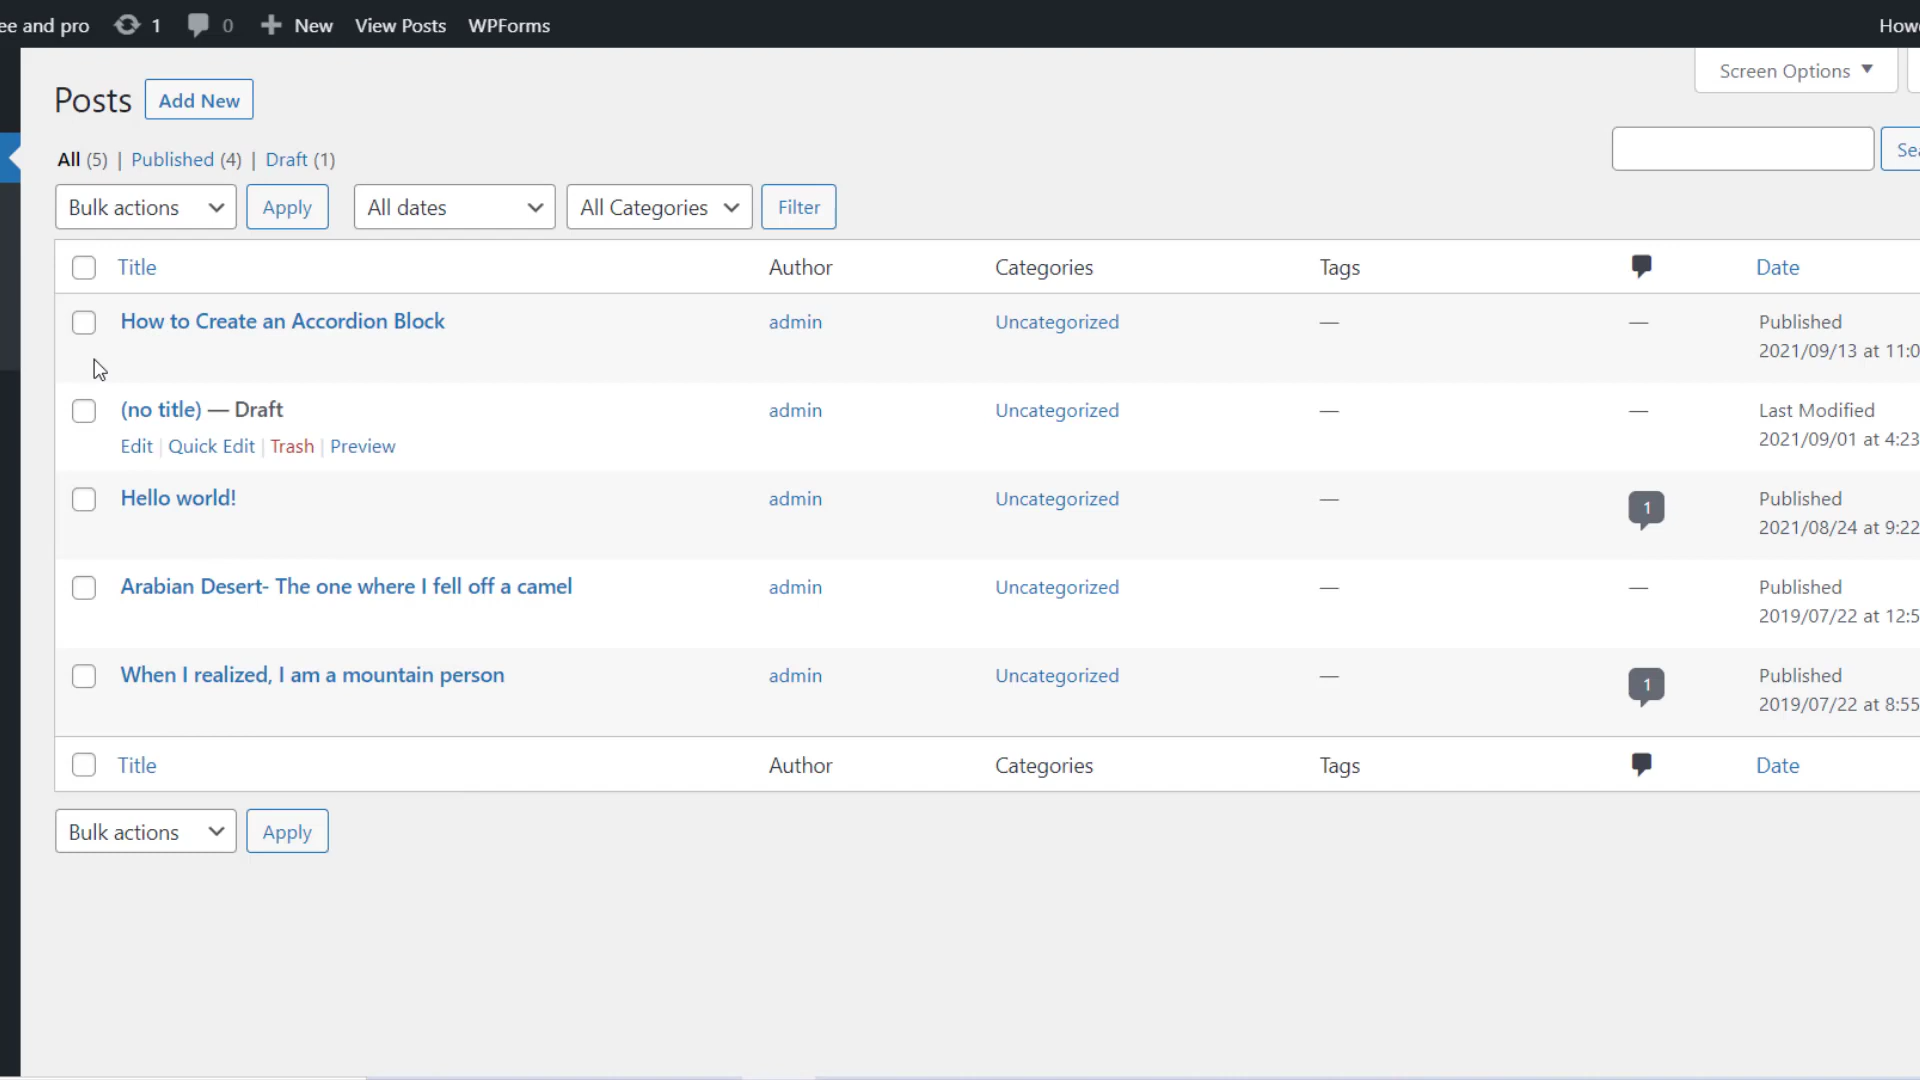 ee and pro 1 0 New View Posts WPForms
Screen Options
Posts Add New
All (5) | Published (4) | Draft (1)
Bulk actions Apply All dates All Categories Filter
Title Author Categories Tags Date
How to Create an Accordion Block admin Uncategorized — — Published
2021/09/13 at 11:0
(no title) — Draft admin Uncategorized — — Last Modified
Edit | Quick Edit | Trash | Preview 2021/09/01 at 4:23
Hello world! admin Uncategorized — 1 Published
2021/08/24 at 9:22
Arabian Desert- The one where I fell off a camel admin Uncategorized — — Published
2019/07/22 at 12:5
When I realized, I am a mountain person admin Uncategorized — 1 Published
2019/07/22 at 8:55
Title Author Categories Tags Date
Bulk actions Apply